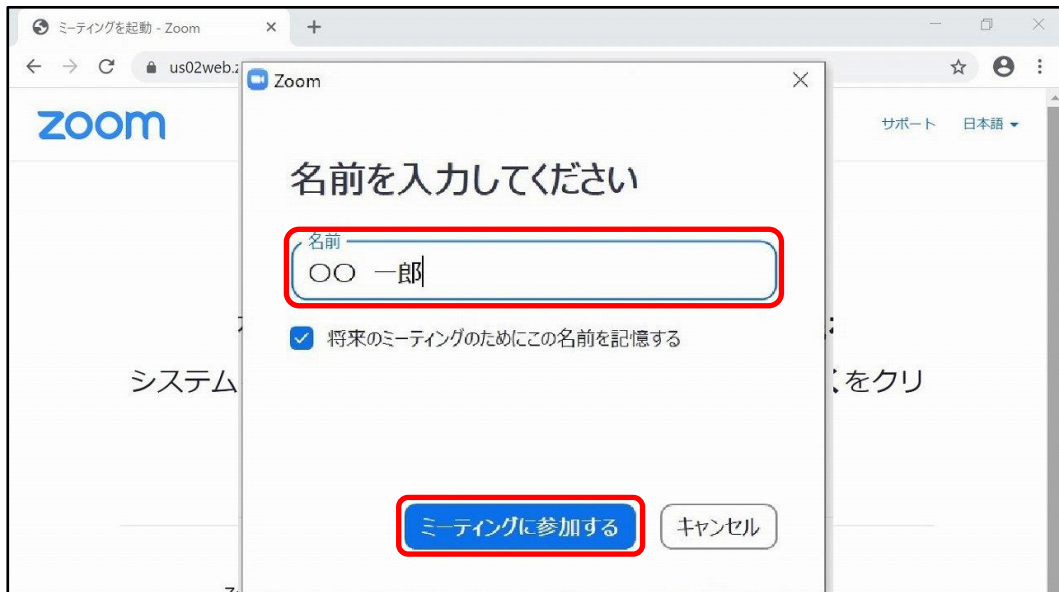 ミーティングを起動 - Zoom
us02web.z
Zoom
zoom
サポート 日本語
名前を入力してください
名前
〇〇 一郎
将来のミーティングのためにこの名前を記憶する
システム
くをクリ
ミーティングに参加する キャンセル